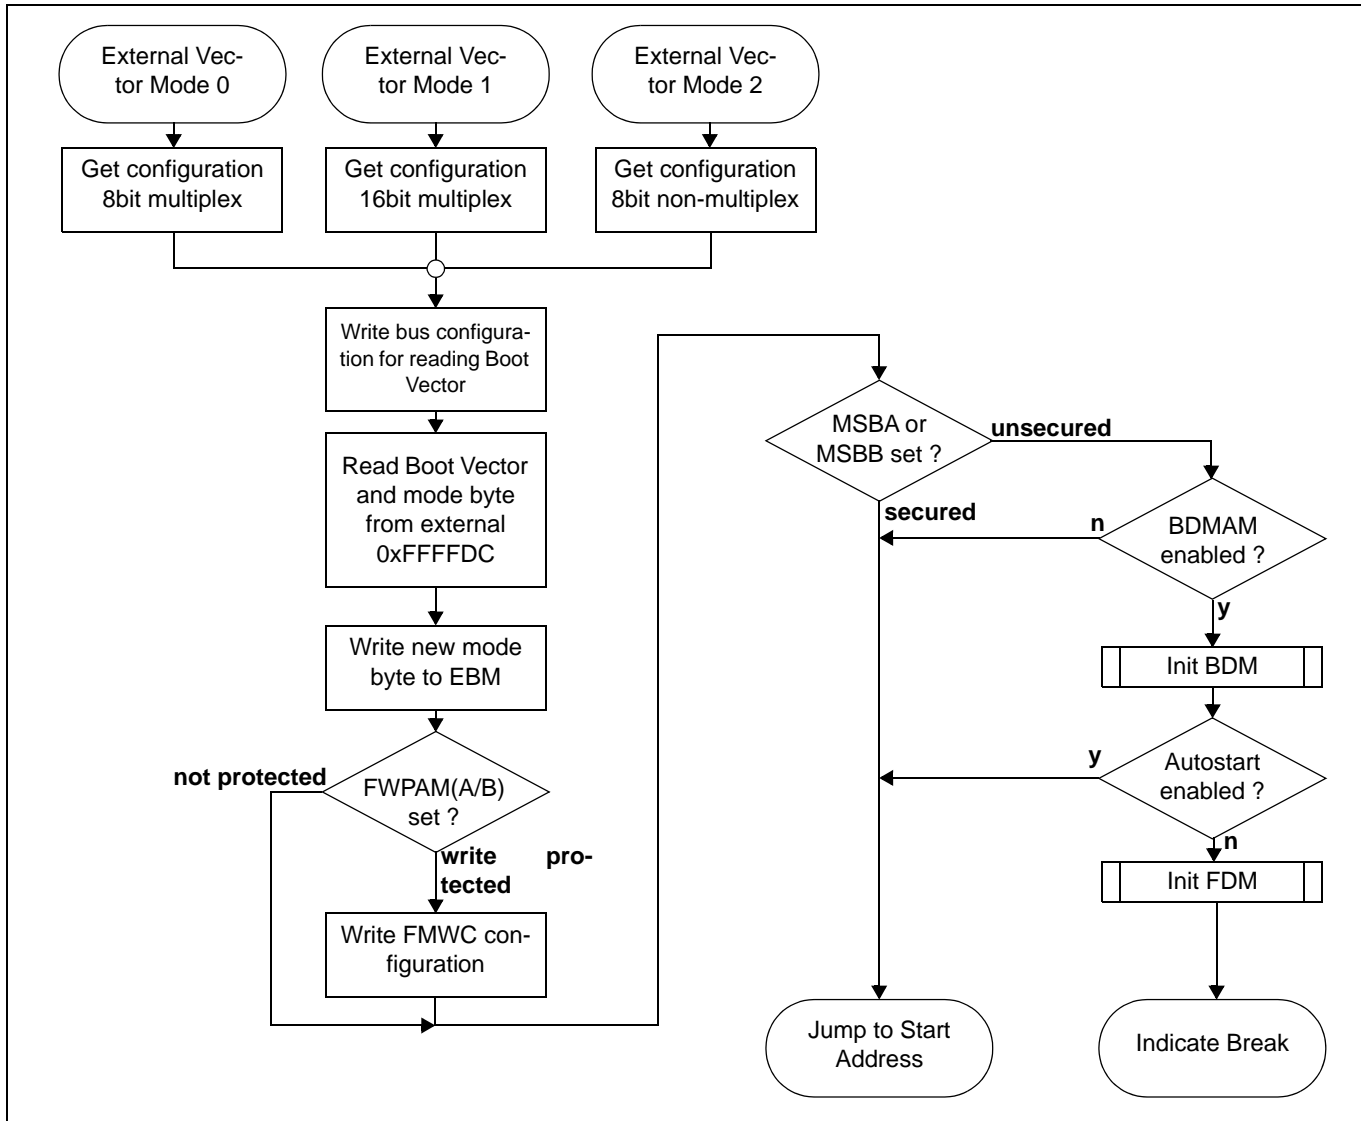 External Vec-
tor Mode 0
External Vec-
tor Mode 1
External Vec-
tor Mode 2
Get configuration
8bit multiplex
Get configuration
16bit multiplex
Get configuration
8bit non-multiplex
Write bus configura-
tion for reading Boot
Vector
Read Boot Vector
and mode byte
from external
0xFFFFDC
Write new mode
byte to EBM
not protected
FWPAM(A/B)
set ?
write pro-
tected
Write FMWC con-
figuration
MSBA or
MSBB set ?
unsecured
secured
n
BDMAM
enabled ?
y
Init BDM
y
Autostart
enabled ?
n
Init FDM
Jump to Start
Address
Indicate Break